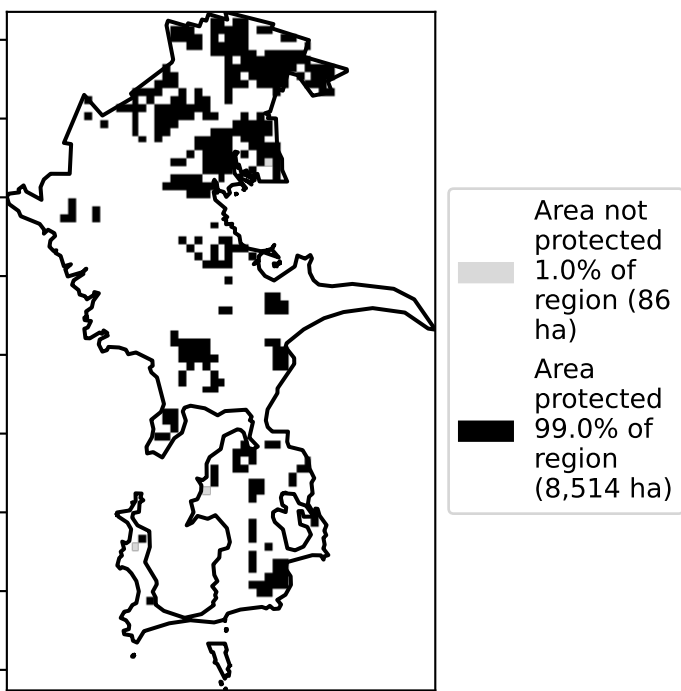 Area not
protected
1.0% of
region (86
ha)
Area
protected
99.0% of
region
(8,514 ha)